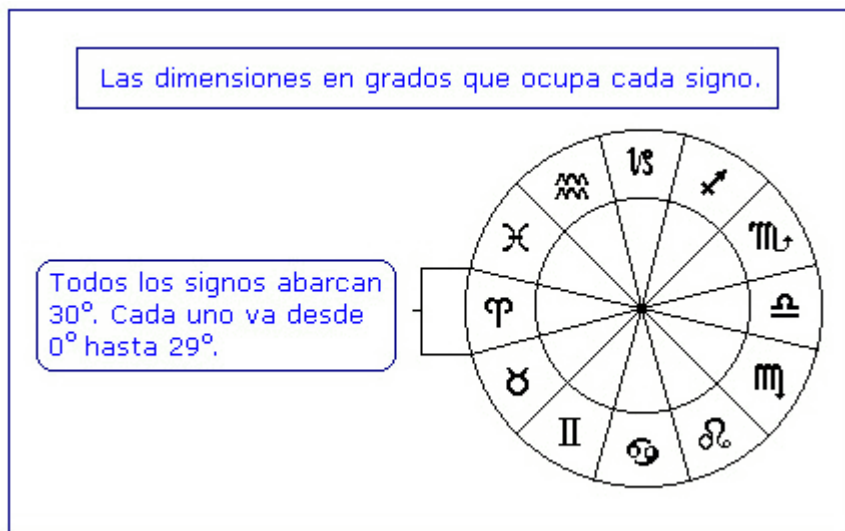 Las dimensiones en grados que ocupa cada signo.
Todos los signos abarcan
30°. Cada uno va desde
0° hasta 29°.